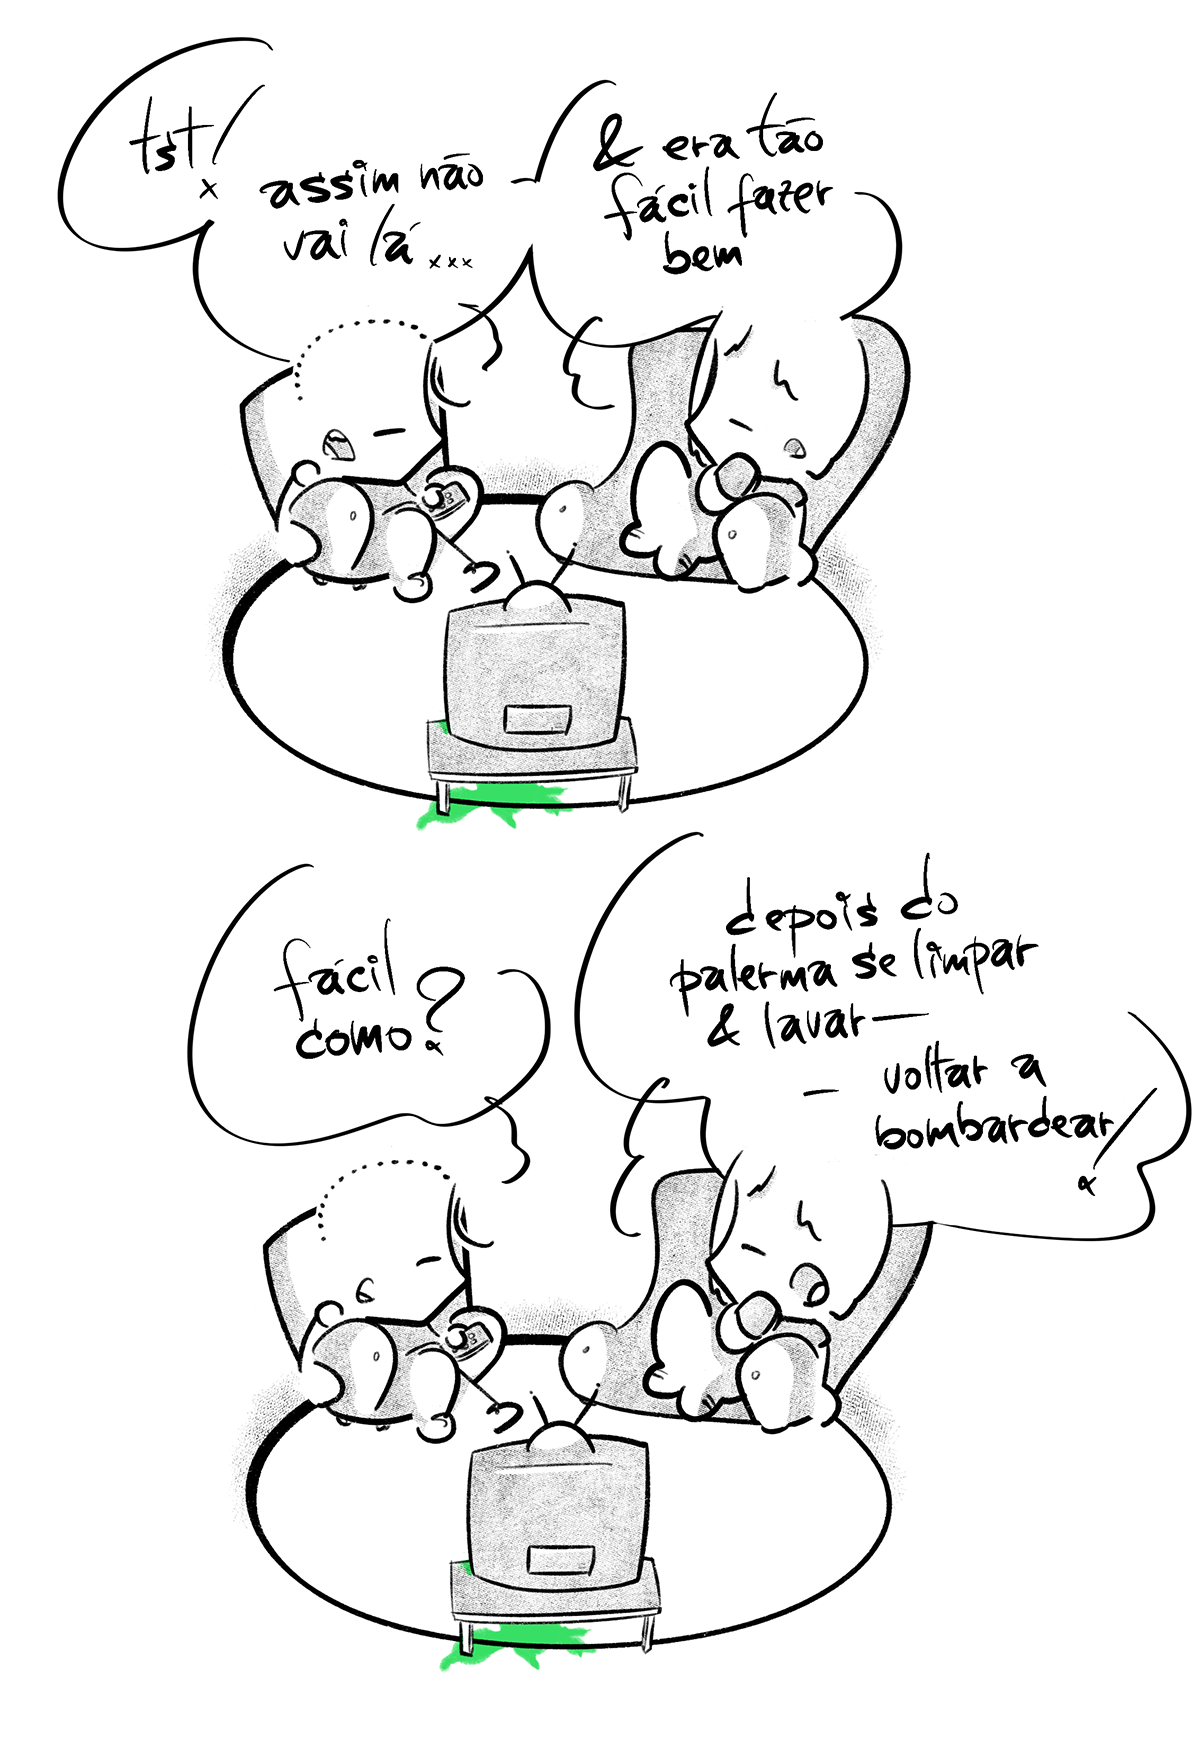 tst!
assim não
vai lá...
& era tão
fácil fazer
bem
fácil
como?
depois do
palerma se limpar
& lavar—
— voltar a
bombardear!